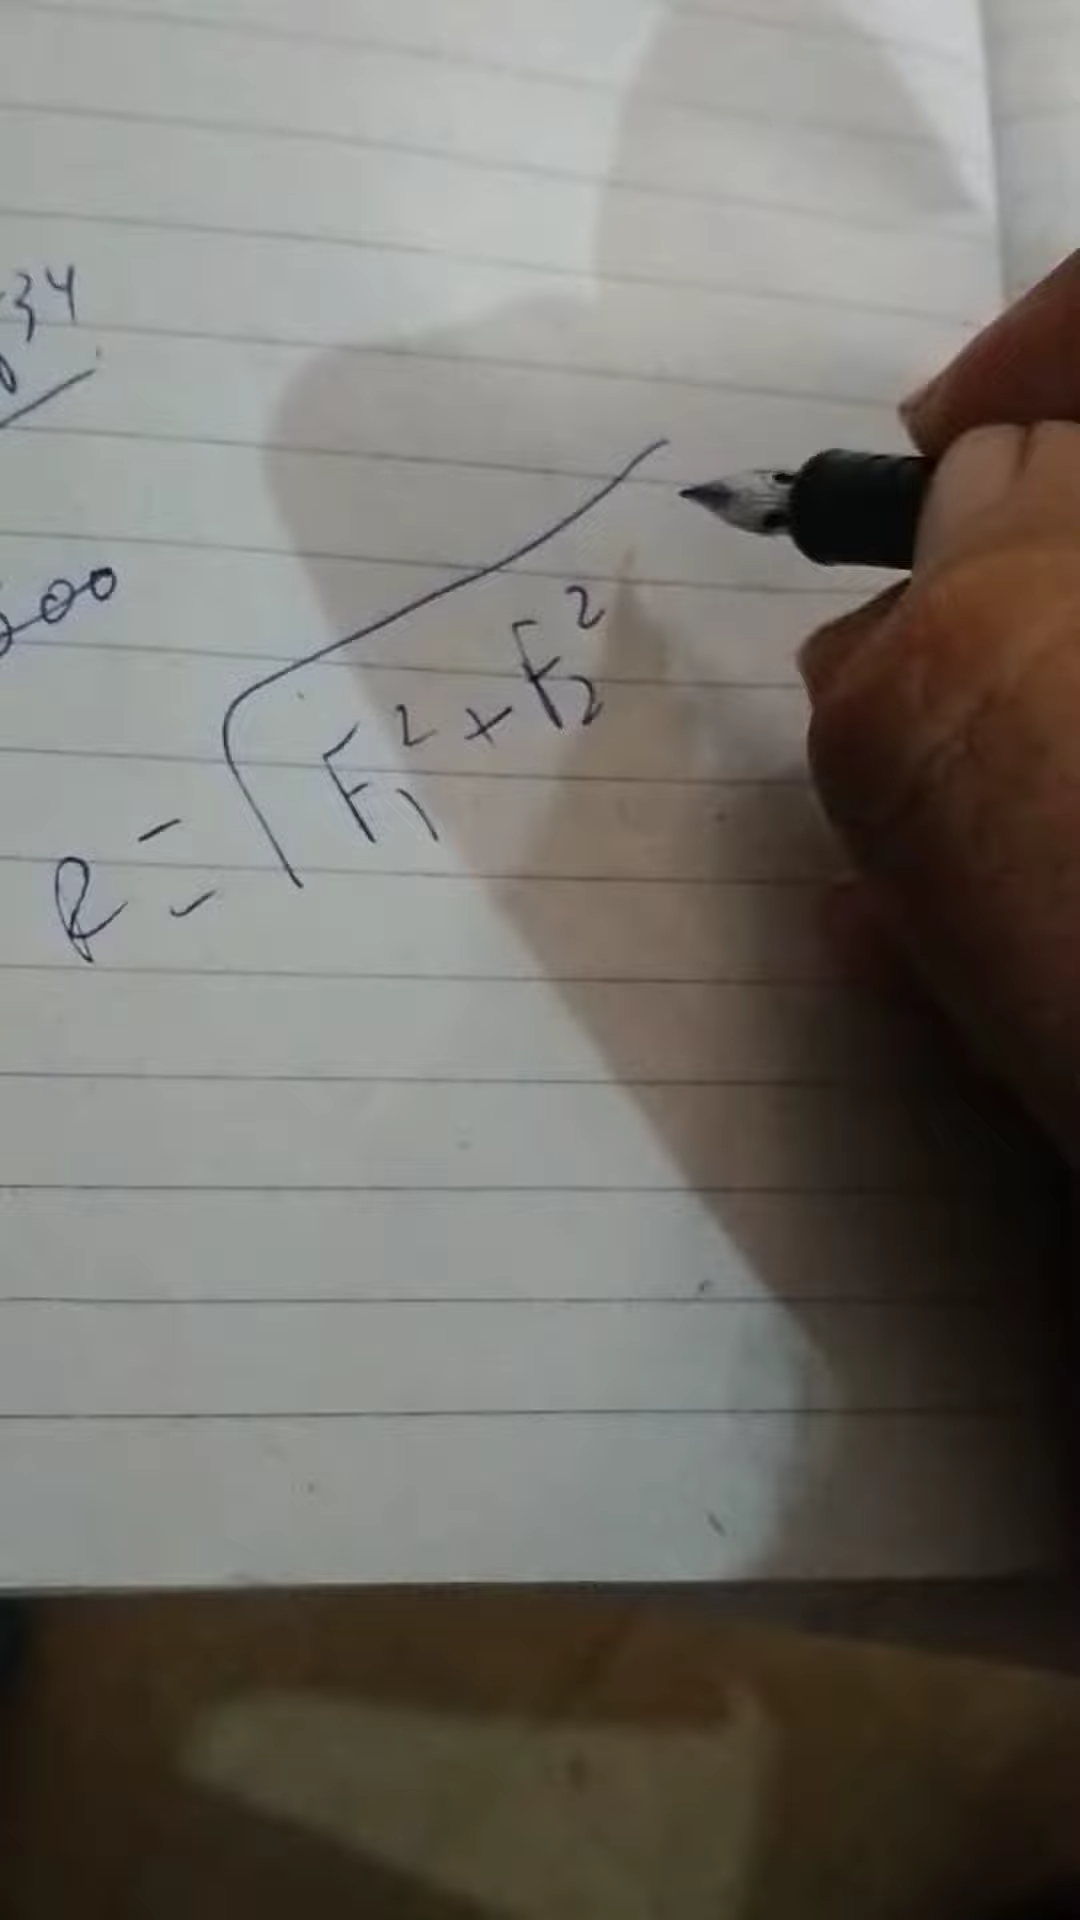 34
00
R = √F₁² + F₂²